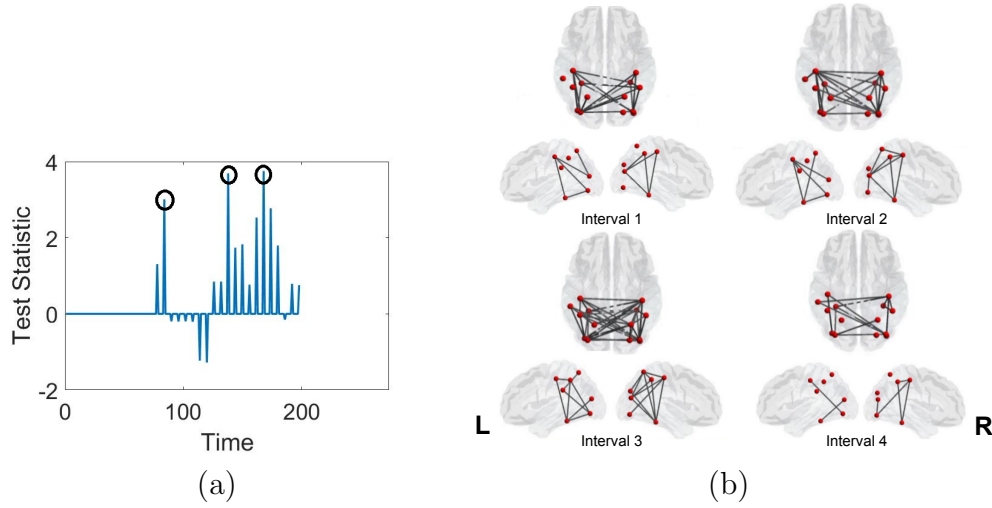 4
2
0
-2
Test Statistic
0
100
200
Time
(a)
Interval 1
Interval 2
Interval 3
Interval 4
L
R
(b)